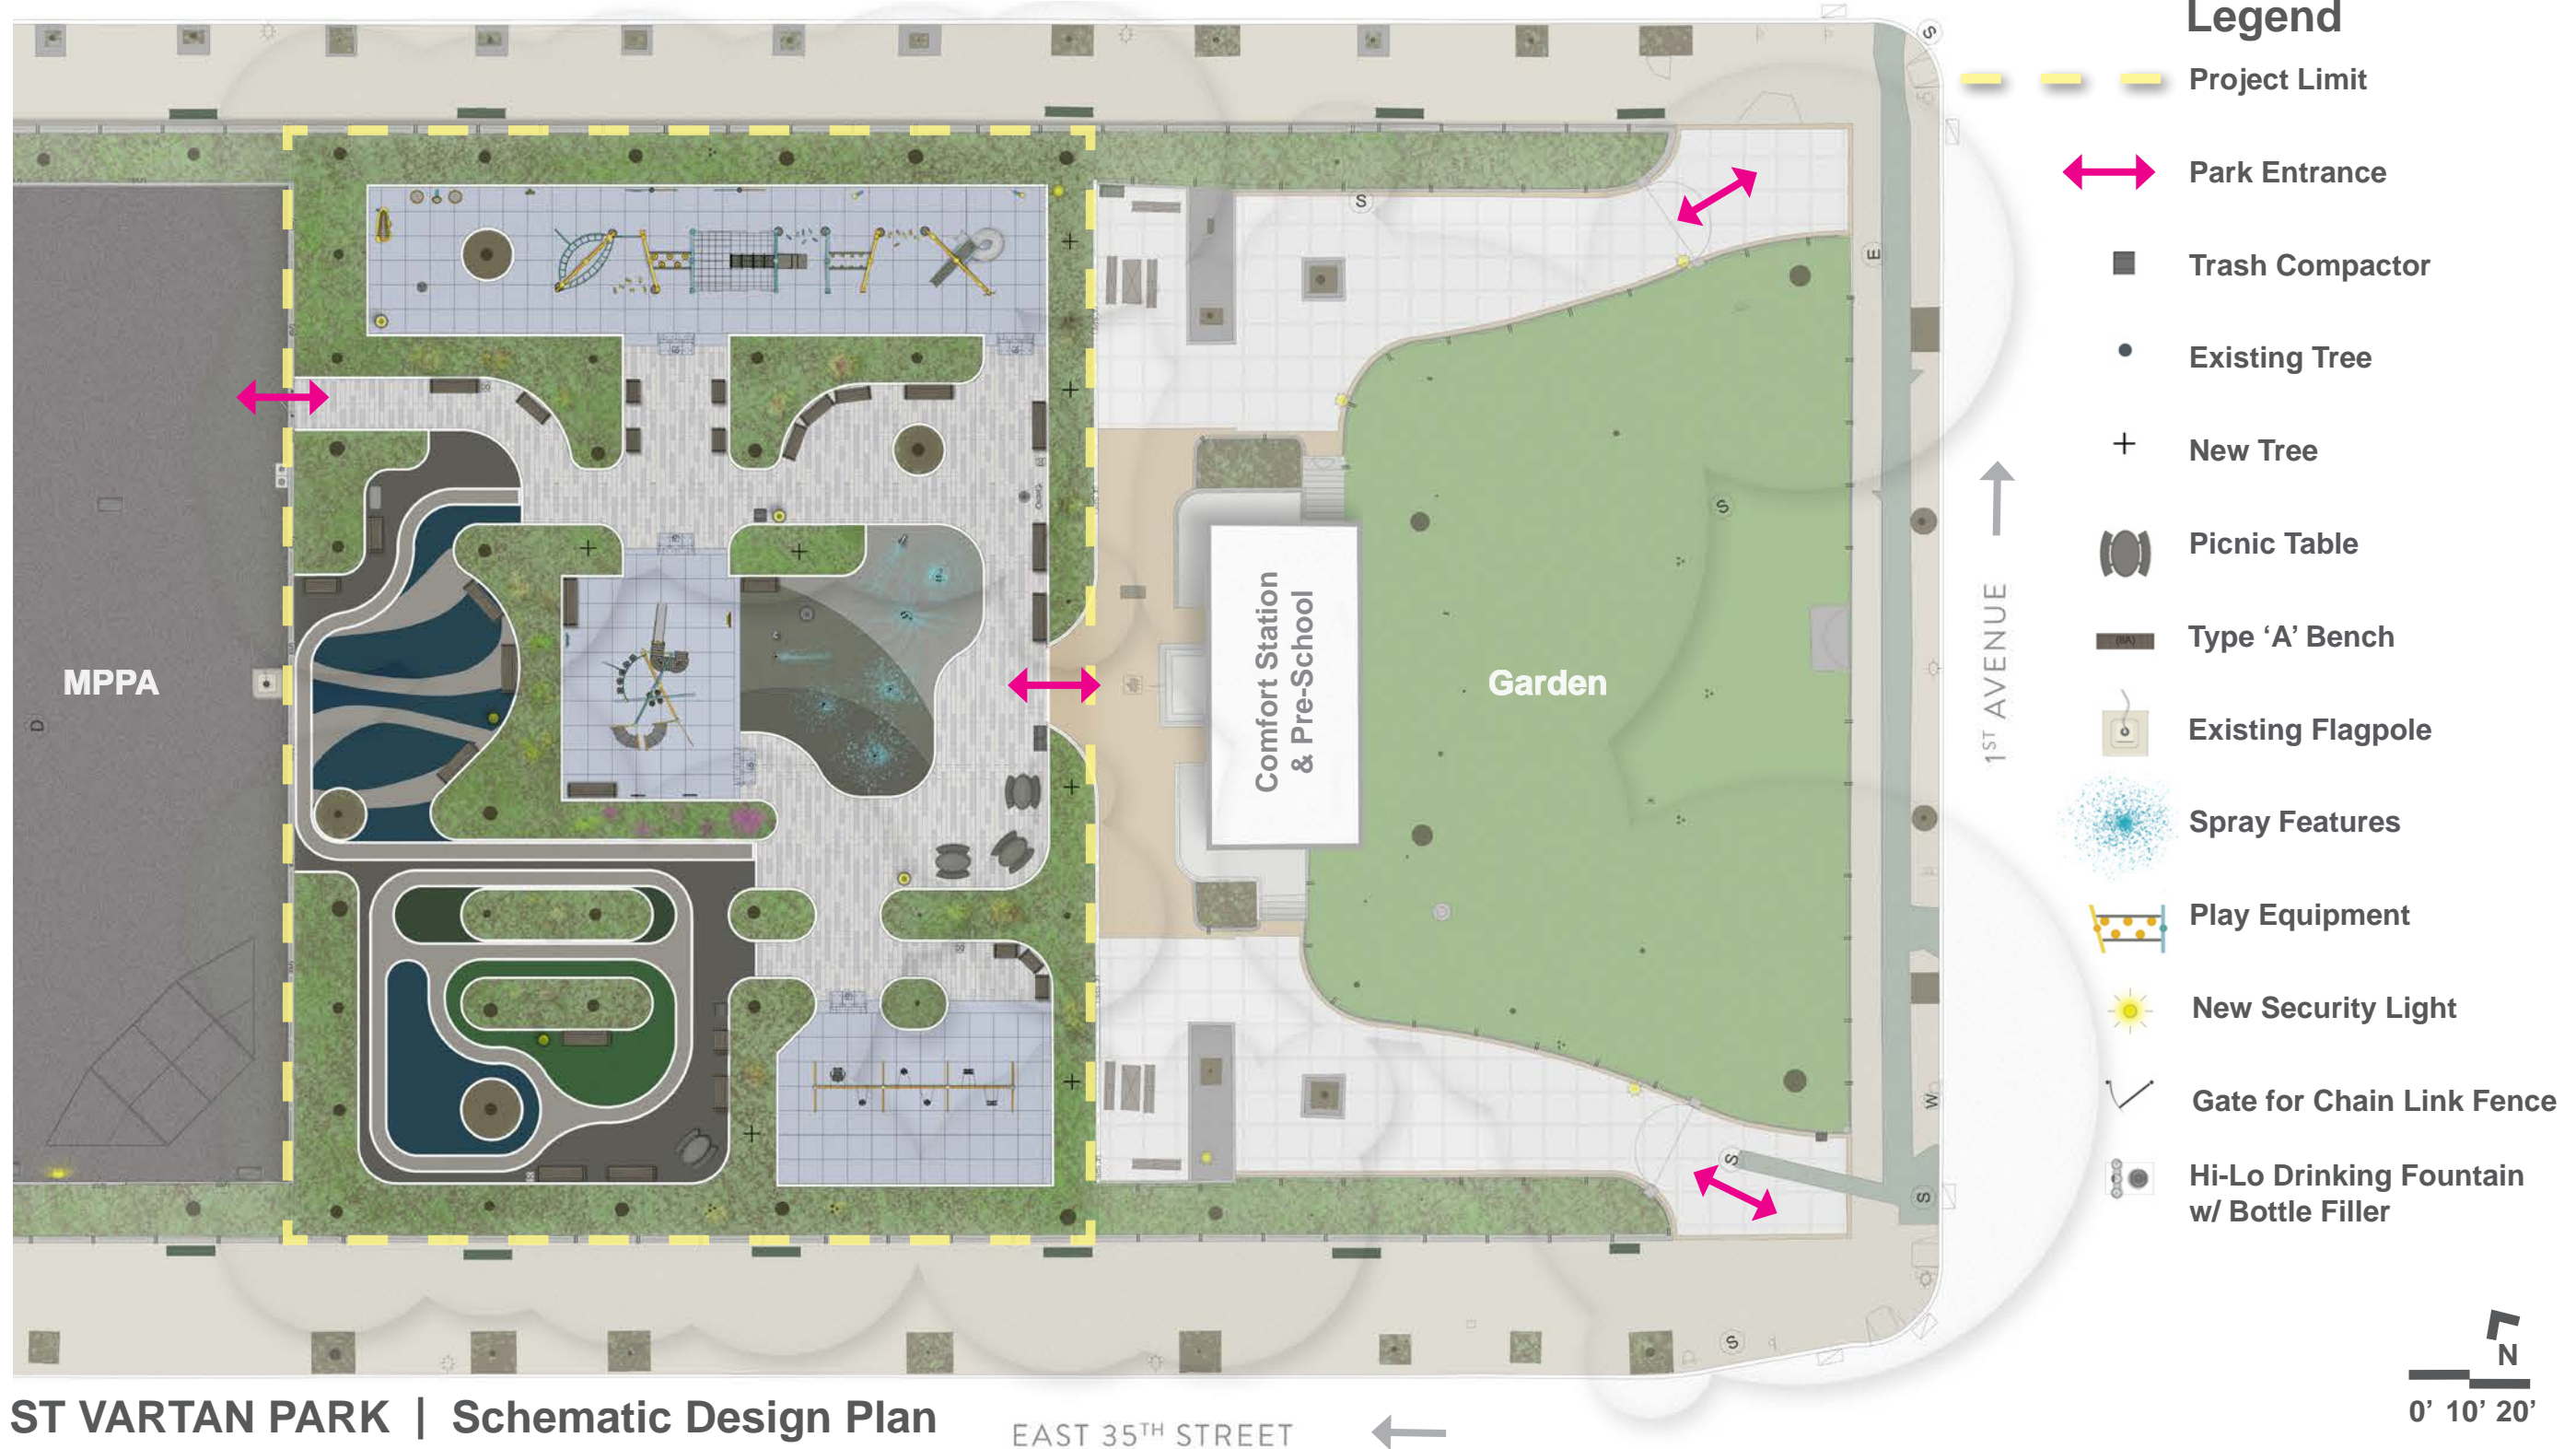 Legend
Project Limit
Park Entrance
Trash Compactor
Existing Tree
New Tree
Picnic Table
(8A)
Type ‘A’ Bench
Existing Flagpole
Spray Features
Play Equipment
New Security Light
Gate for Chain Link Fence
Hi-Lo Drinking Fountain
w/ Bottle Filler
N
0’ 10’ 20’
MPPA
D
Comfort Station
& Pre-School
Garden
1ST AVENUE
S
S
E
S
W
S
S
S
ST VARTAN PARK | Schematic Design Plan
EAST 35TH STREET